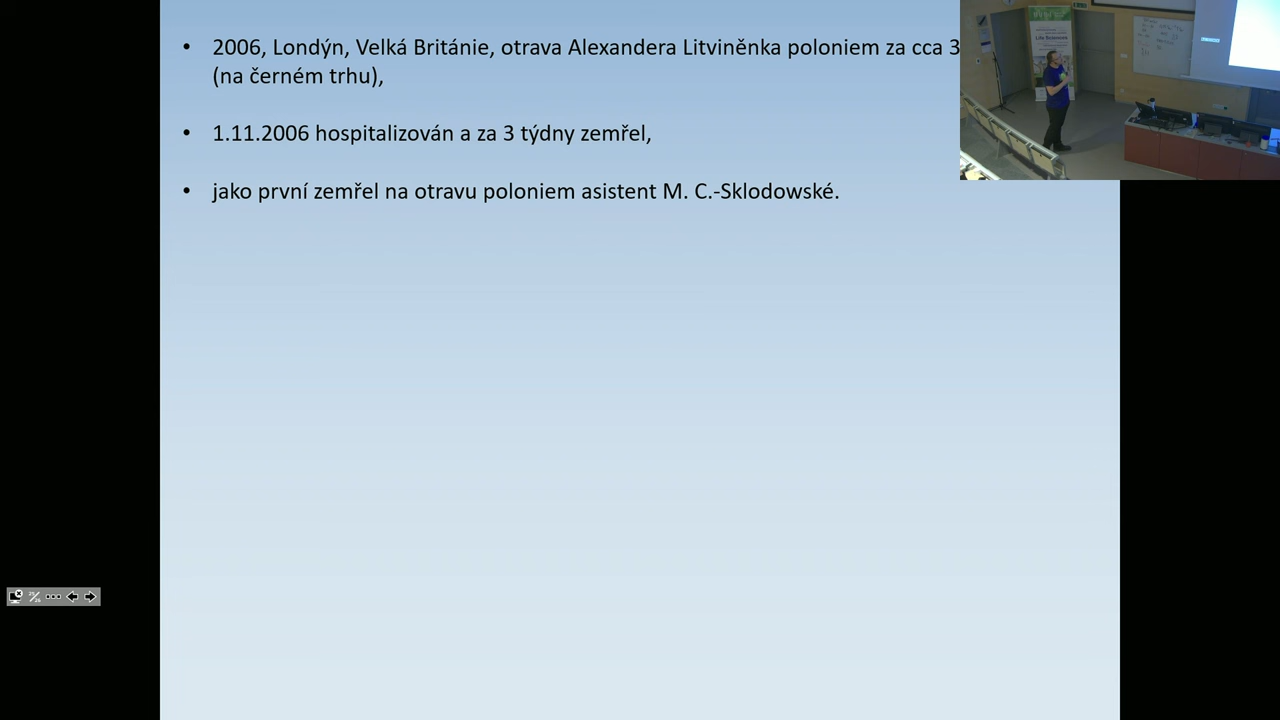 2006, Londýn, Velká Británie, otrava Alexandera Litviněnka poloniem za cca 3
(na černém trhu),
1.11.2006 hospitalizován a za 3 týdny zemřel,
jako první zemřel na otravu poloniem asistent M. C.-Sklodowské.